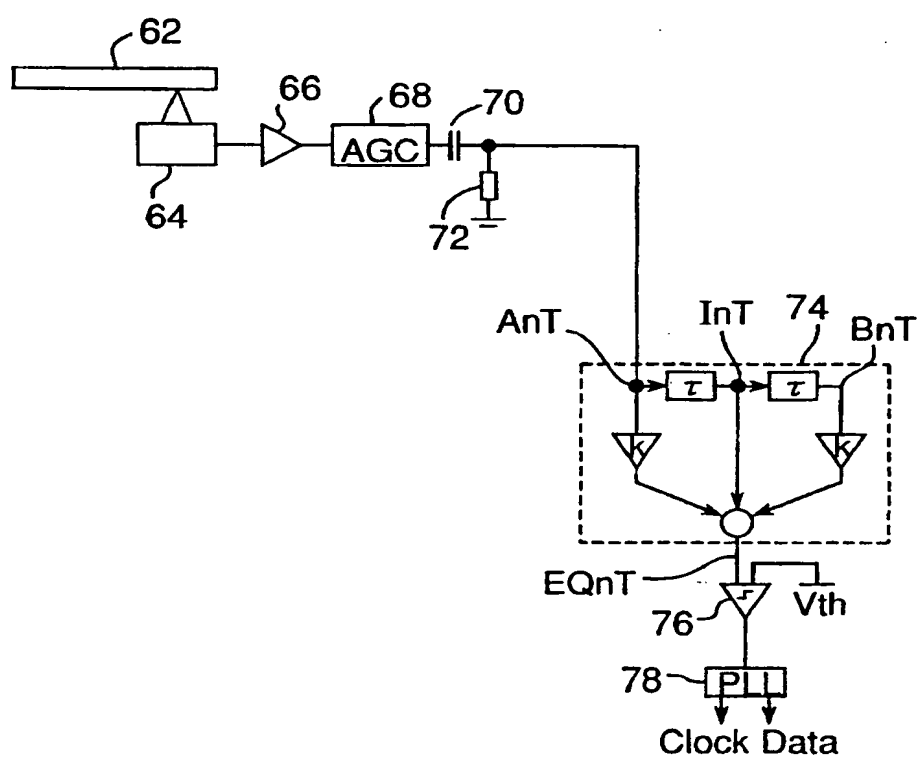 62
66
68
70
AGC
64
72
AnT
InT
74
BnT
τ
τ
K
K
EQnT
76
Vth
78
PLL
Clock Data